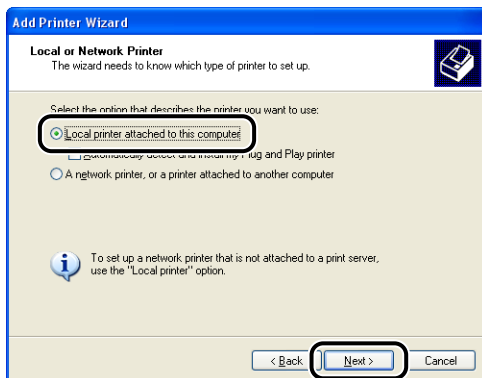 Add Printer Wizard
Local or Network Printer
The wizard needs to know which type of printer to set up.
Select the option that describes the printer you want to use:
Local printer attached to this computer
Automatically detect and install my Plug and Play printer
A network printer, or a printer attached to another computer
To set up a network printer that is not attached to a print server,
use the "Local printer" option.
< Back Next > Cancel